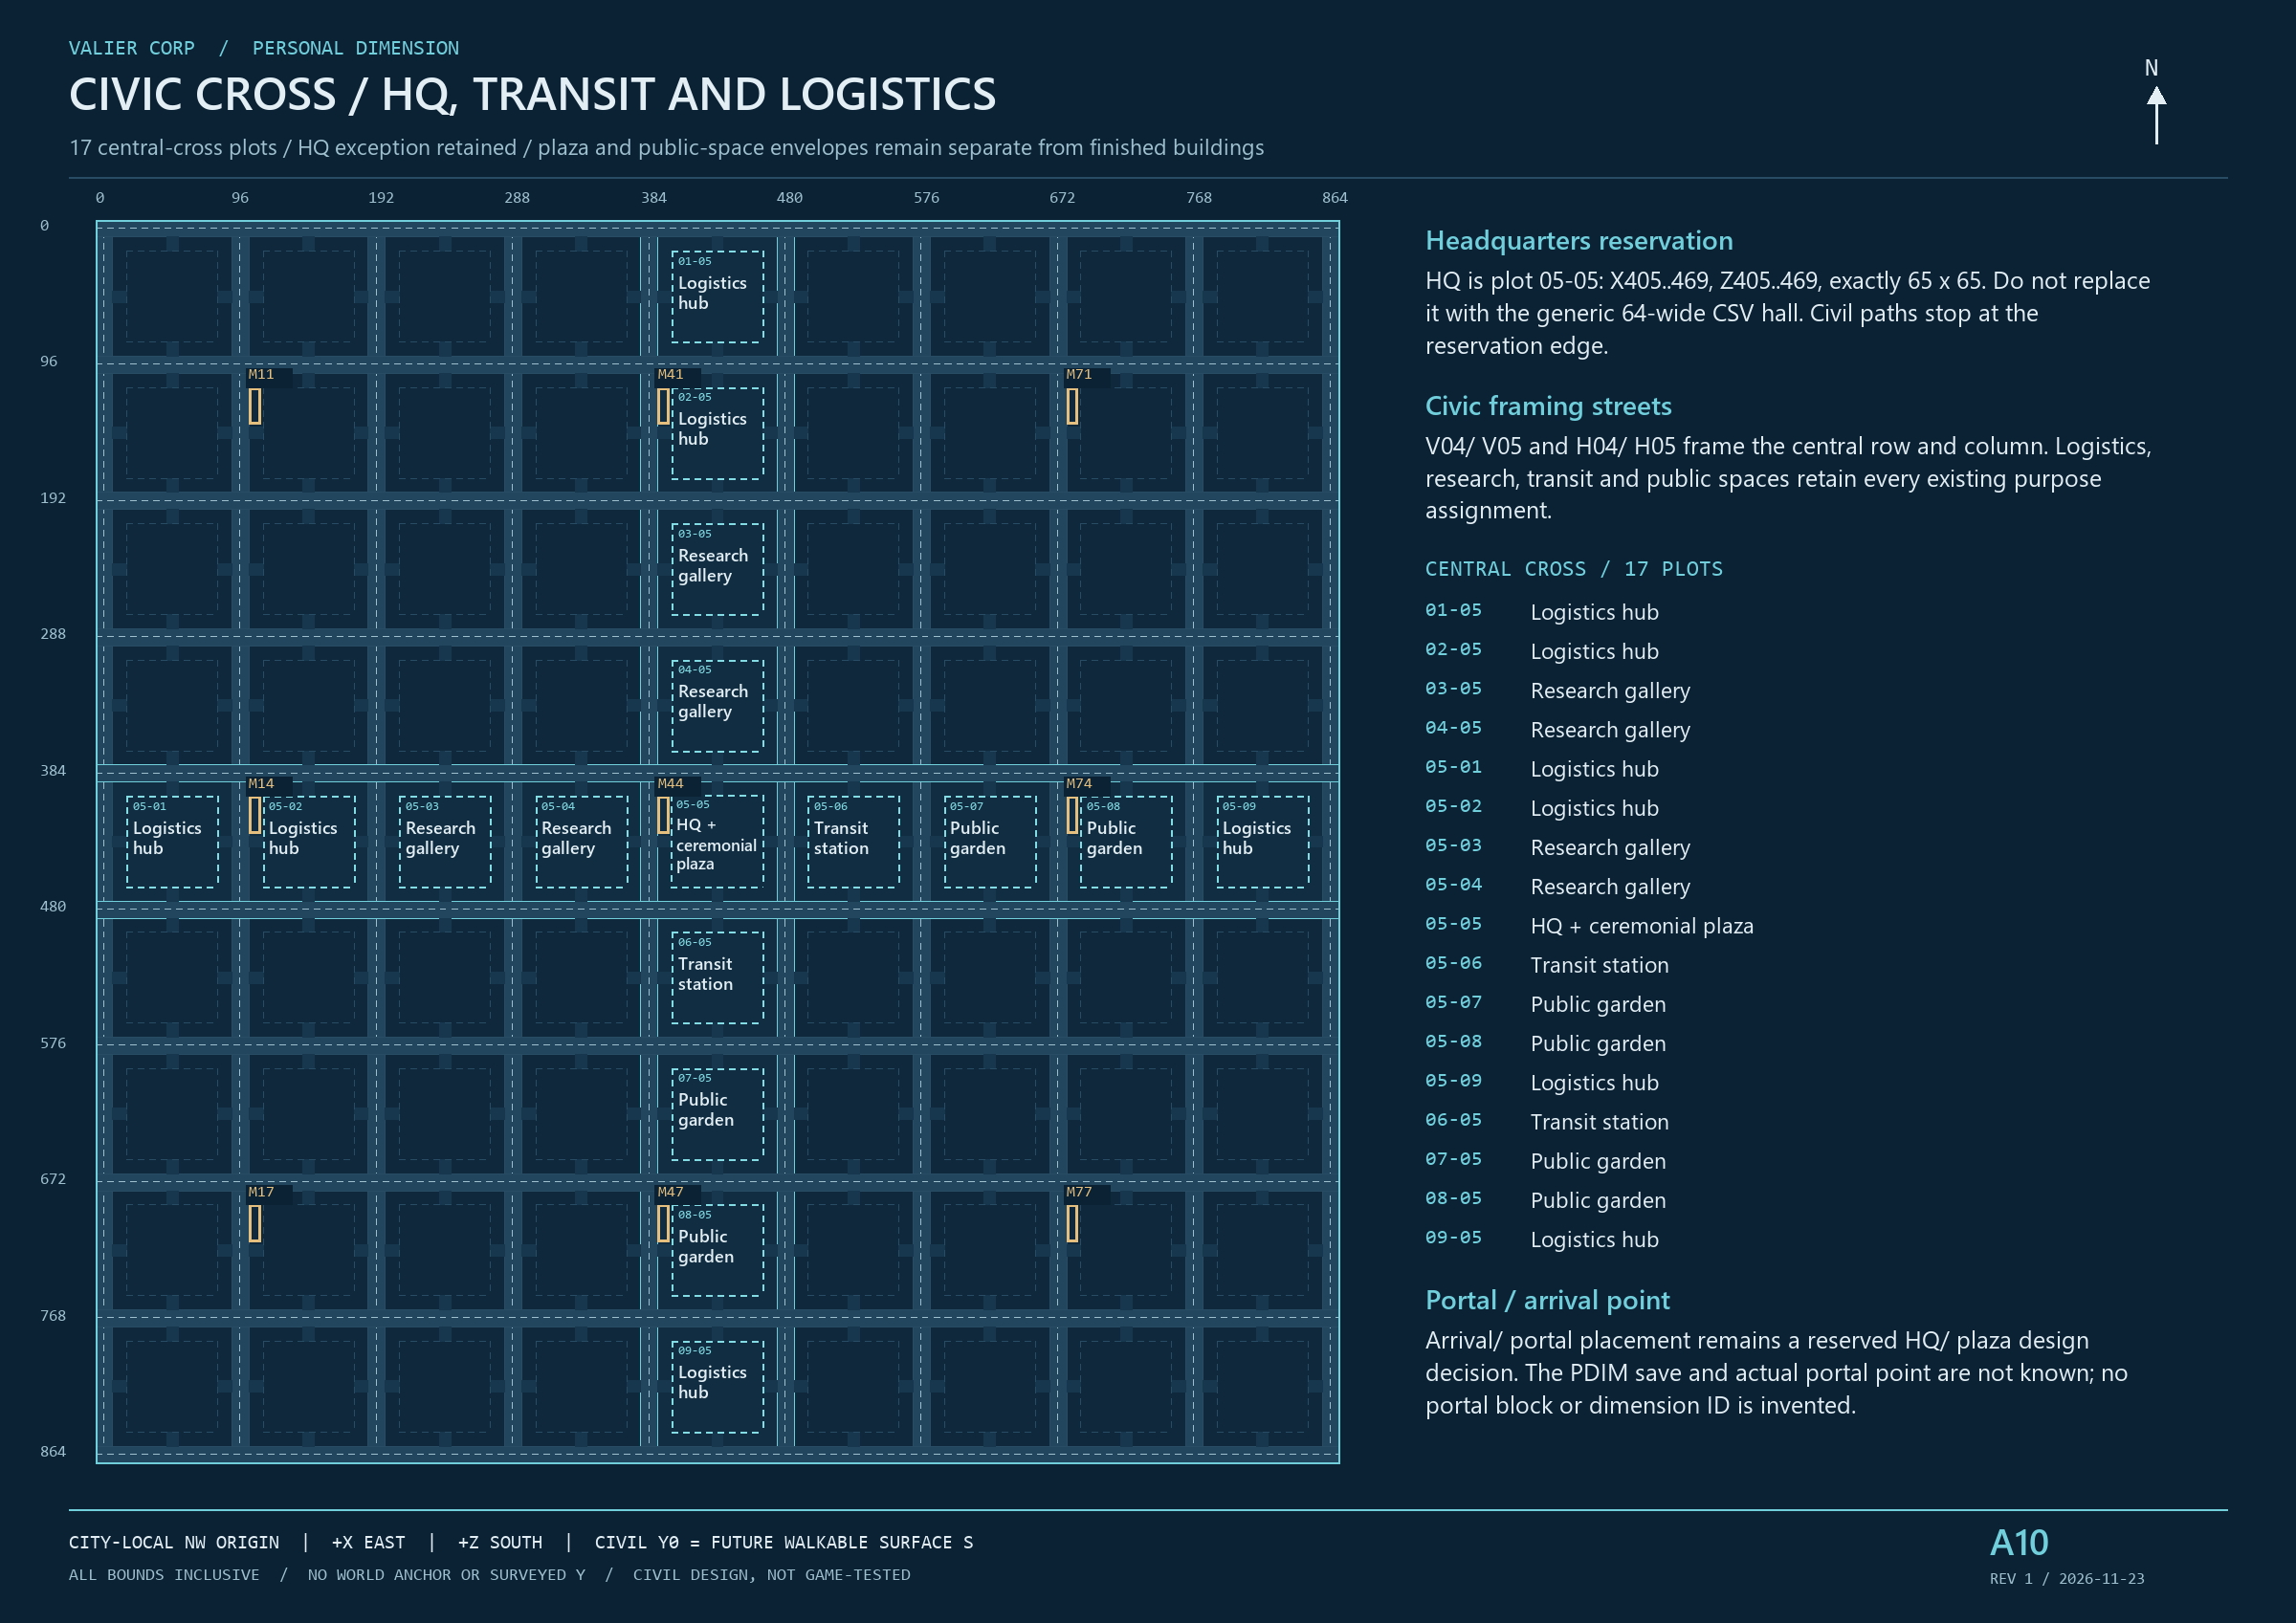 VALIER CORP / PERSONAL DIMENSION
CIVIC CROSS / HQ, TRANSIT AND LOGISTICS
17 central-cross plots / HQ exception retained / plaza and public-space envelopes remain separate from finished buildings
N
0 96 192 288 384 480 576 672 768 864
0
01-05
Logistics
hub
96
M11 M41 M71
02-05
Logistics
hub
192
03-05
Research
gallery
288
04-05
Research
gallery
384
M14 M44 M74
05-01
Logistics
hub
05-02
Logistics
hub
05-03
Research
gallery
05-04
Research
gallery
05-05
HQ +
ceremonial
plaza
05-06
Transit
station
05-07
Public
garden
05-08
Public
garden
05-09
Logistics
hub
480
06-05
Transit
station
576
07-05
Public
garden
672
M17 M47 M77
08-05
Public
garden
768
09-05
Logistics
hub
864
Headquarters reservation
HQ is plot 05-05: X405..469, Z405..469, exactly 65 x 65. Do not replace
it with the generic 64-wide CSV hall. Civil paths stop at the
reservation edge.
Civic framing streets
V04/ V05 and H04/ H05 frame the central row and column. Logistics,
research, transit and public spaces retain every existing purpose
assignment.
CENTRAL CROSS / 17 PLOTS
01-05 Logistics hub
02-05 Logistics hub
03-05 Research gallery
04-05 Research gallery
05-01 Logistics hub
05-02 Logistics hub
05-03 Research gallery
05-04 Research gallery
05-05 HQ + ceremonial plaza
05-06 Transit station
05-07 Public garden
05-08 Public garden
05-09 Logistics hub
06-05 Transit station
07-05 Public garden
08-05 Public garden
09-05 Logistics hub
Portal / arrival point
Arrival/ portal placement remains a reserved HQ/ plaza design
decision. The PDIM save and actual portal point are not known; no
portal block or dimension ID is invented.
CITY-LOCAL NW ORIGIN | +X EAST | +Z SOUTH | CIVIL Y0 = FUTURE WALKABLE SURFACE S
ALL BOUNDS INCLUSIVE / NO WORLD ANCHOR OR SURVEYED Y / CIVIL DESIGN, NOT GAME-TESTED
A10
REV 1 / 2026-11-23